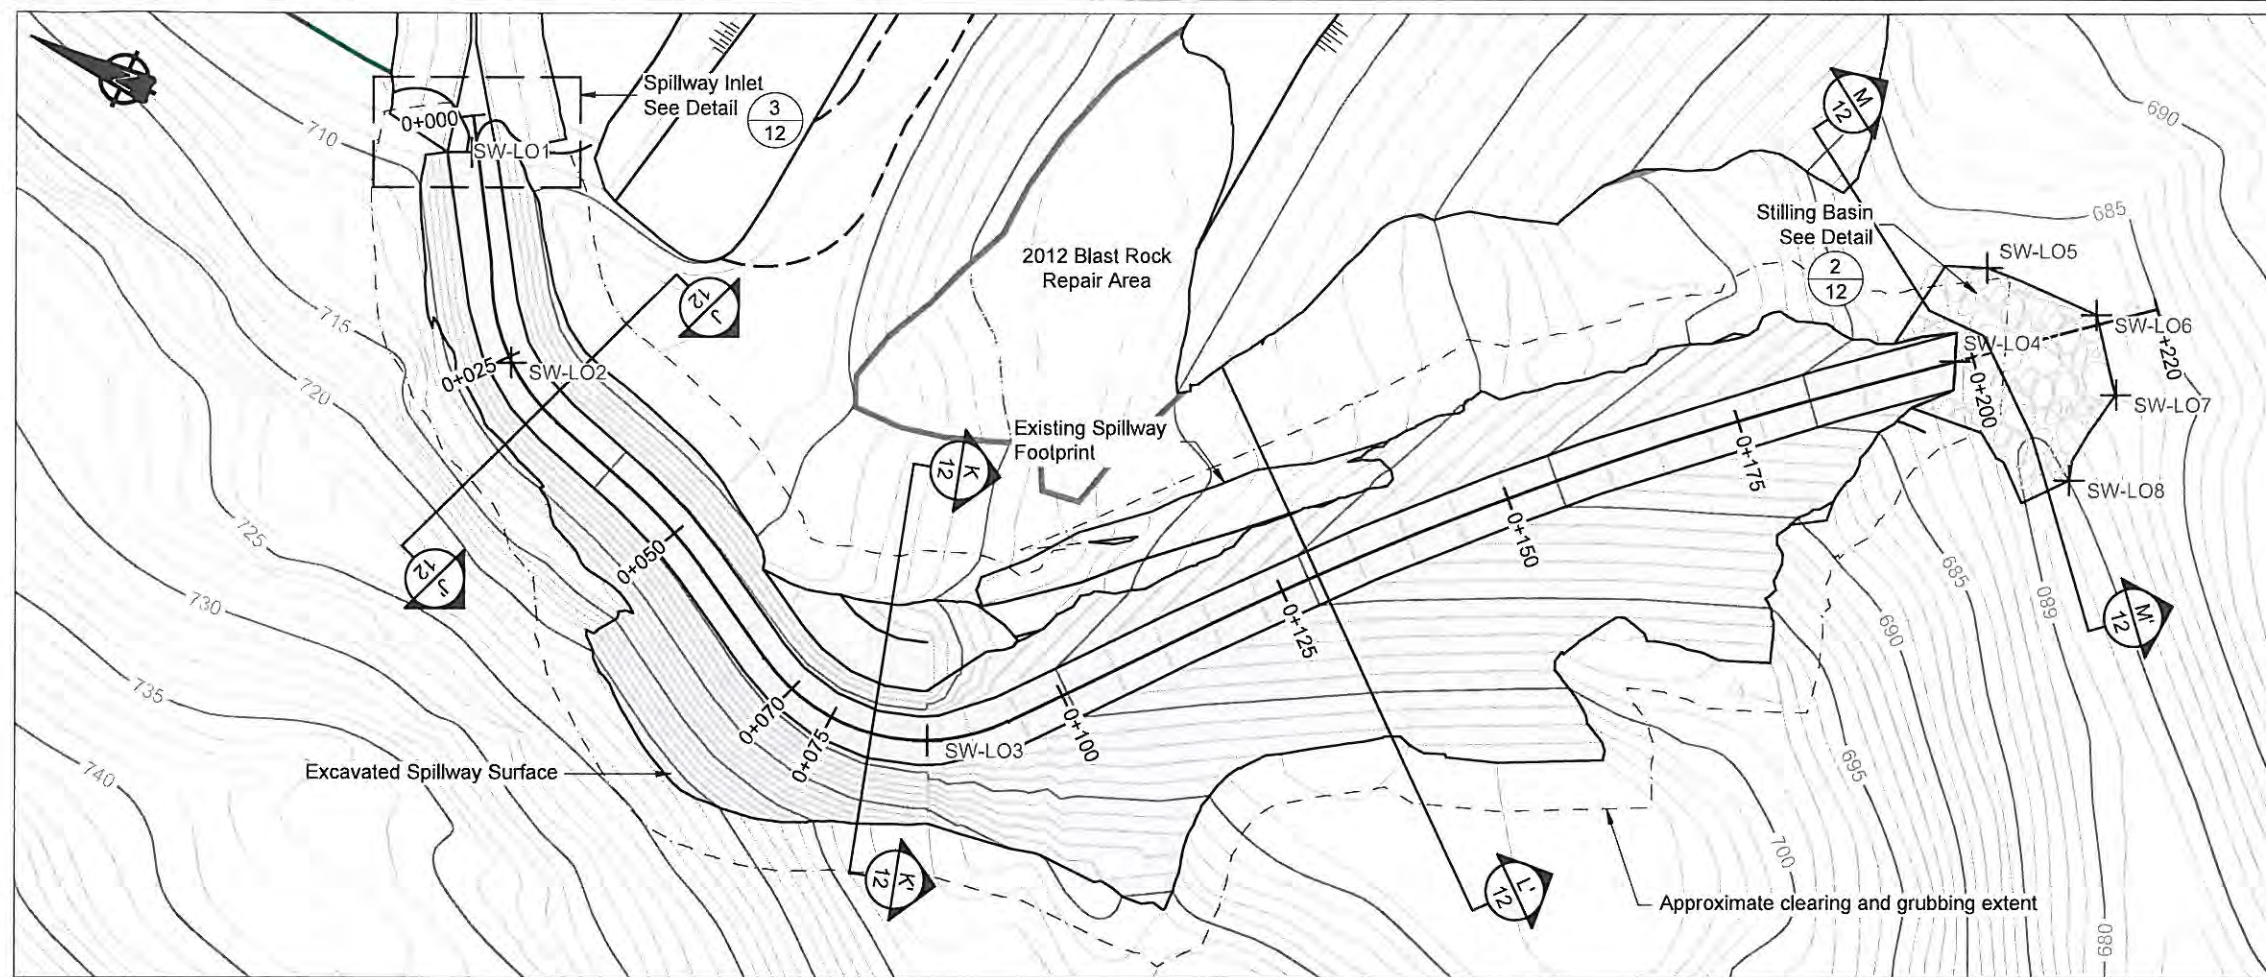 N
Spillway Inlet
See Detail
3
12
0+000
SW-LO1
710
690
M
12
685
Stilling Basin
See Detail
2
12
SW-LO5
2012 Blast Rock
Repair Area
J
12
715
SW-LO6
+220
SW-LO4
0+200
SW-LO7
0+025
SW-LO2
720
Existing Spillway
Footprint
K
12
0+175
SW-LO8
725
0+150
0+050
J'
12
685
680
730
0+125
690
M'
12
735
0+070
0+075
0+100
SW-LO3
740
Excavated Spillway Surface
695
700
K'
12
L'
12
Approximate clearing and grubbing extent
680